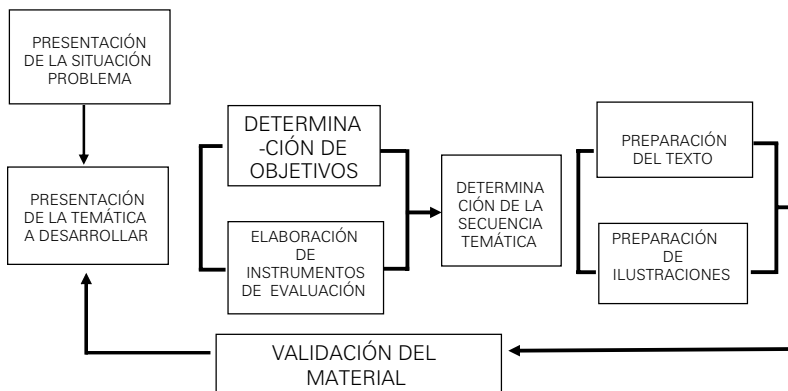 PRESENTACIÓN
DE LA SITUACIÓN
PROBLEMA
PRESENTACIÓN
DE LA TEMÁTICA
A DESARROLLAR
DETERMINA
-CIÓN DE
OBJETIVOS
ELABORACIÓN
DE
INSTRUMENTOS
DE EVALUACIÓN
DETERMINA
CIÓN DE LA
SECUENCIA
TEMÁTICA
PREPARACIÓN
DEL TEXTO
PREPARACIÓN
DE
ILUSTRACIONES
VALIDACIÓN DEL
MATERIAL